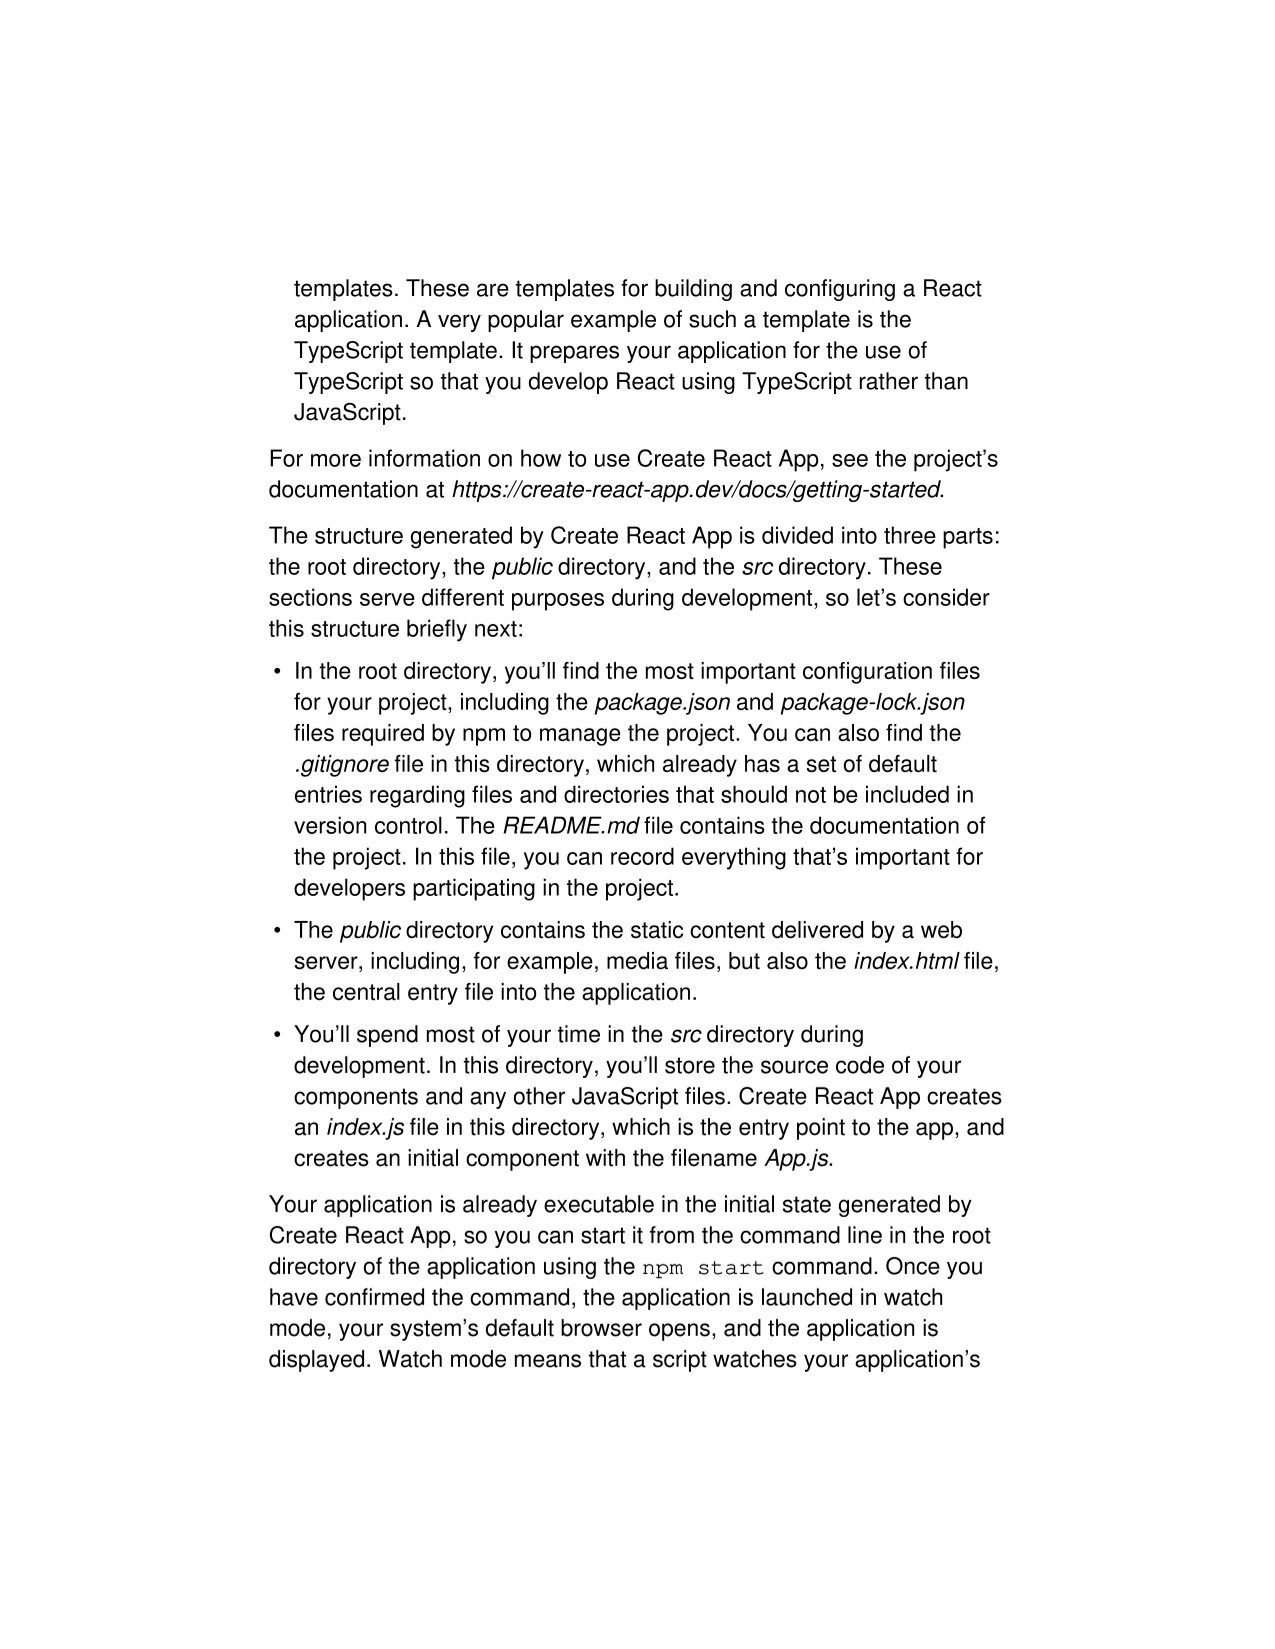 templates. These are templates for building and configuring a React
application. A very popular example of such a template is the
TypeScript template. It prepares your application for the use of
TypeScript so that you develop React using TypeScript rather than
JavaScript.
For more information on how to use Create React App, see the project’s
documentation at https://create-react-app.dev/docs/getting-started.
The structure generated by Create React App is divided into three parts:
the root directory, the public directory, and the src directory. These
sections serve different purposes during development, so let’s consider
this structure briefly next:
• In the root directory, you’ll find the most important configuration files
for your project, including the package.json and package-lock.json
files required by npm to manage the project. You can also find the
.gitignore file in this directory, which already has a set of default
entries regarding files and directories that should not be included in
version control. The README.md file contains the documentation of
the project. In this file, you can record everything that’s important for
developers participating in the project.
• The public directory contains the static content delivered by a web
server, including, for example, media files, but also the index.html file,
the central entry file into the application.
• You’ll spend most of your time in the src directory during
development. In this directory, you’ll store the source code of your
components and any other JavaScript files. Create React App creates
an index.js file in this directory, which is the entry point to the app, and
creates an initial component with the filename App.js.
Your application is already executable in the initial state generated by
Create React App, so you can start it from the command line in the root
directory of the application using the npm start command. Once you
have confirmed the command, the application is launched in watch
mode, your system’s default browser opens, and the application is
displayed. Watch mode means that a script watches your application’s